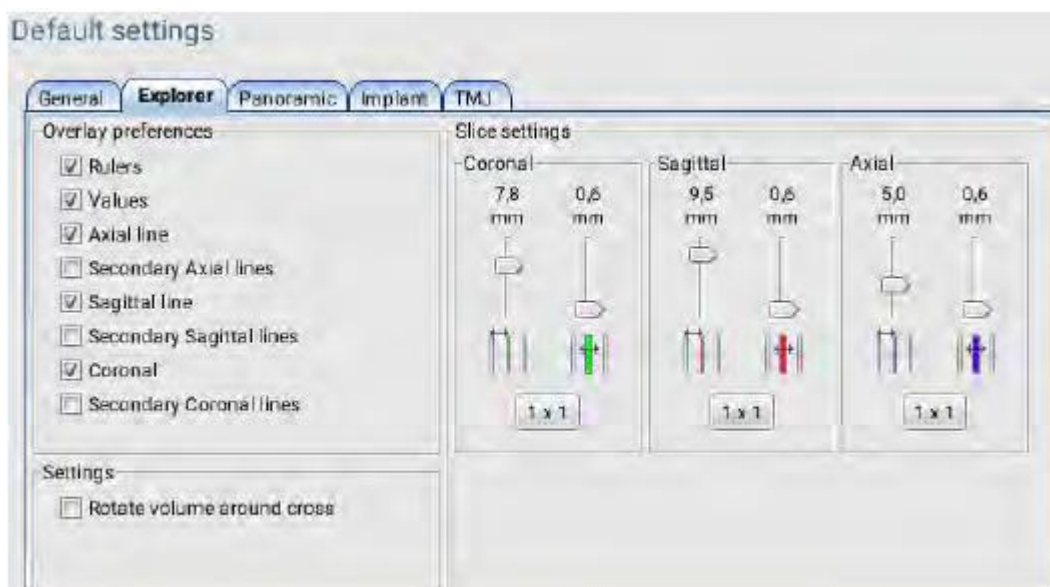 Default settings
General Explorer Panoramic Implant TMJ
Overlay preferences
Rulers
Values
Axial line
Secondary Axial lines
Sagittal line
Secondary Sagittal lines
Coronal
Secondary Coronal lines
Settings
Rotate volume around cross
Slice settings
Coronal
7,8 mm
0,6 mm
1 x 1
Sagittal
9,5 mm
0,6 mm
1 x 1
Axial
5,0 mm
0,6 mm
1 x 1